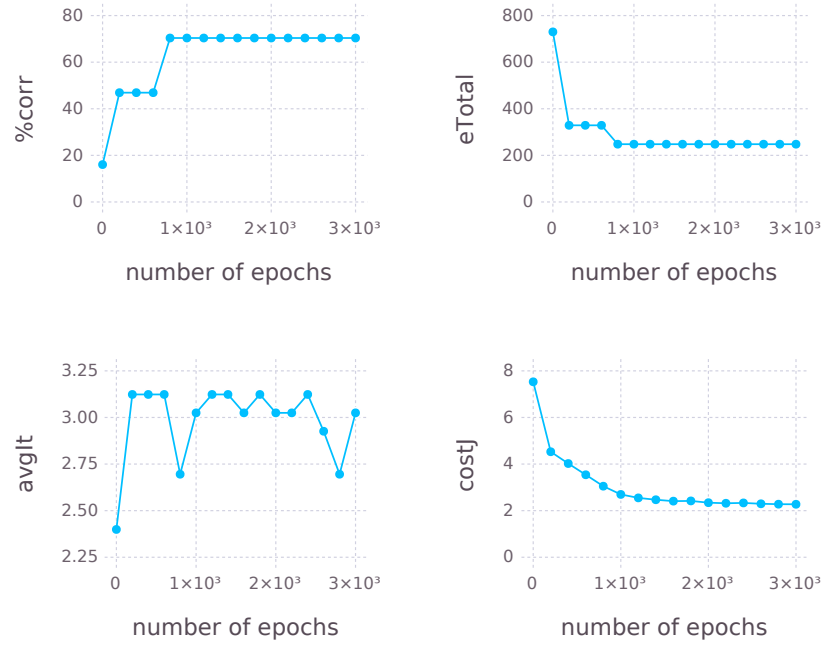 80
60
40
20
0
%corr
0 1×10³ 2×10³ 3×10³
number of epochs
800
600
400
200
0
eTotal
0 1×10³ 2×10³ 3×10³
number of epochs
3.25
3.00
2.75
2.50
2.25
avgIt
0 1×10³ 2×10³ 3×10³
number of epochs
8
6
4
2
0
costJ
0 1×10³ 2×10³ 3×10³
number of epochs